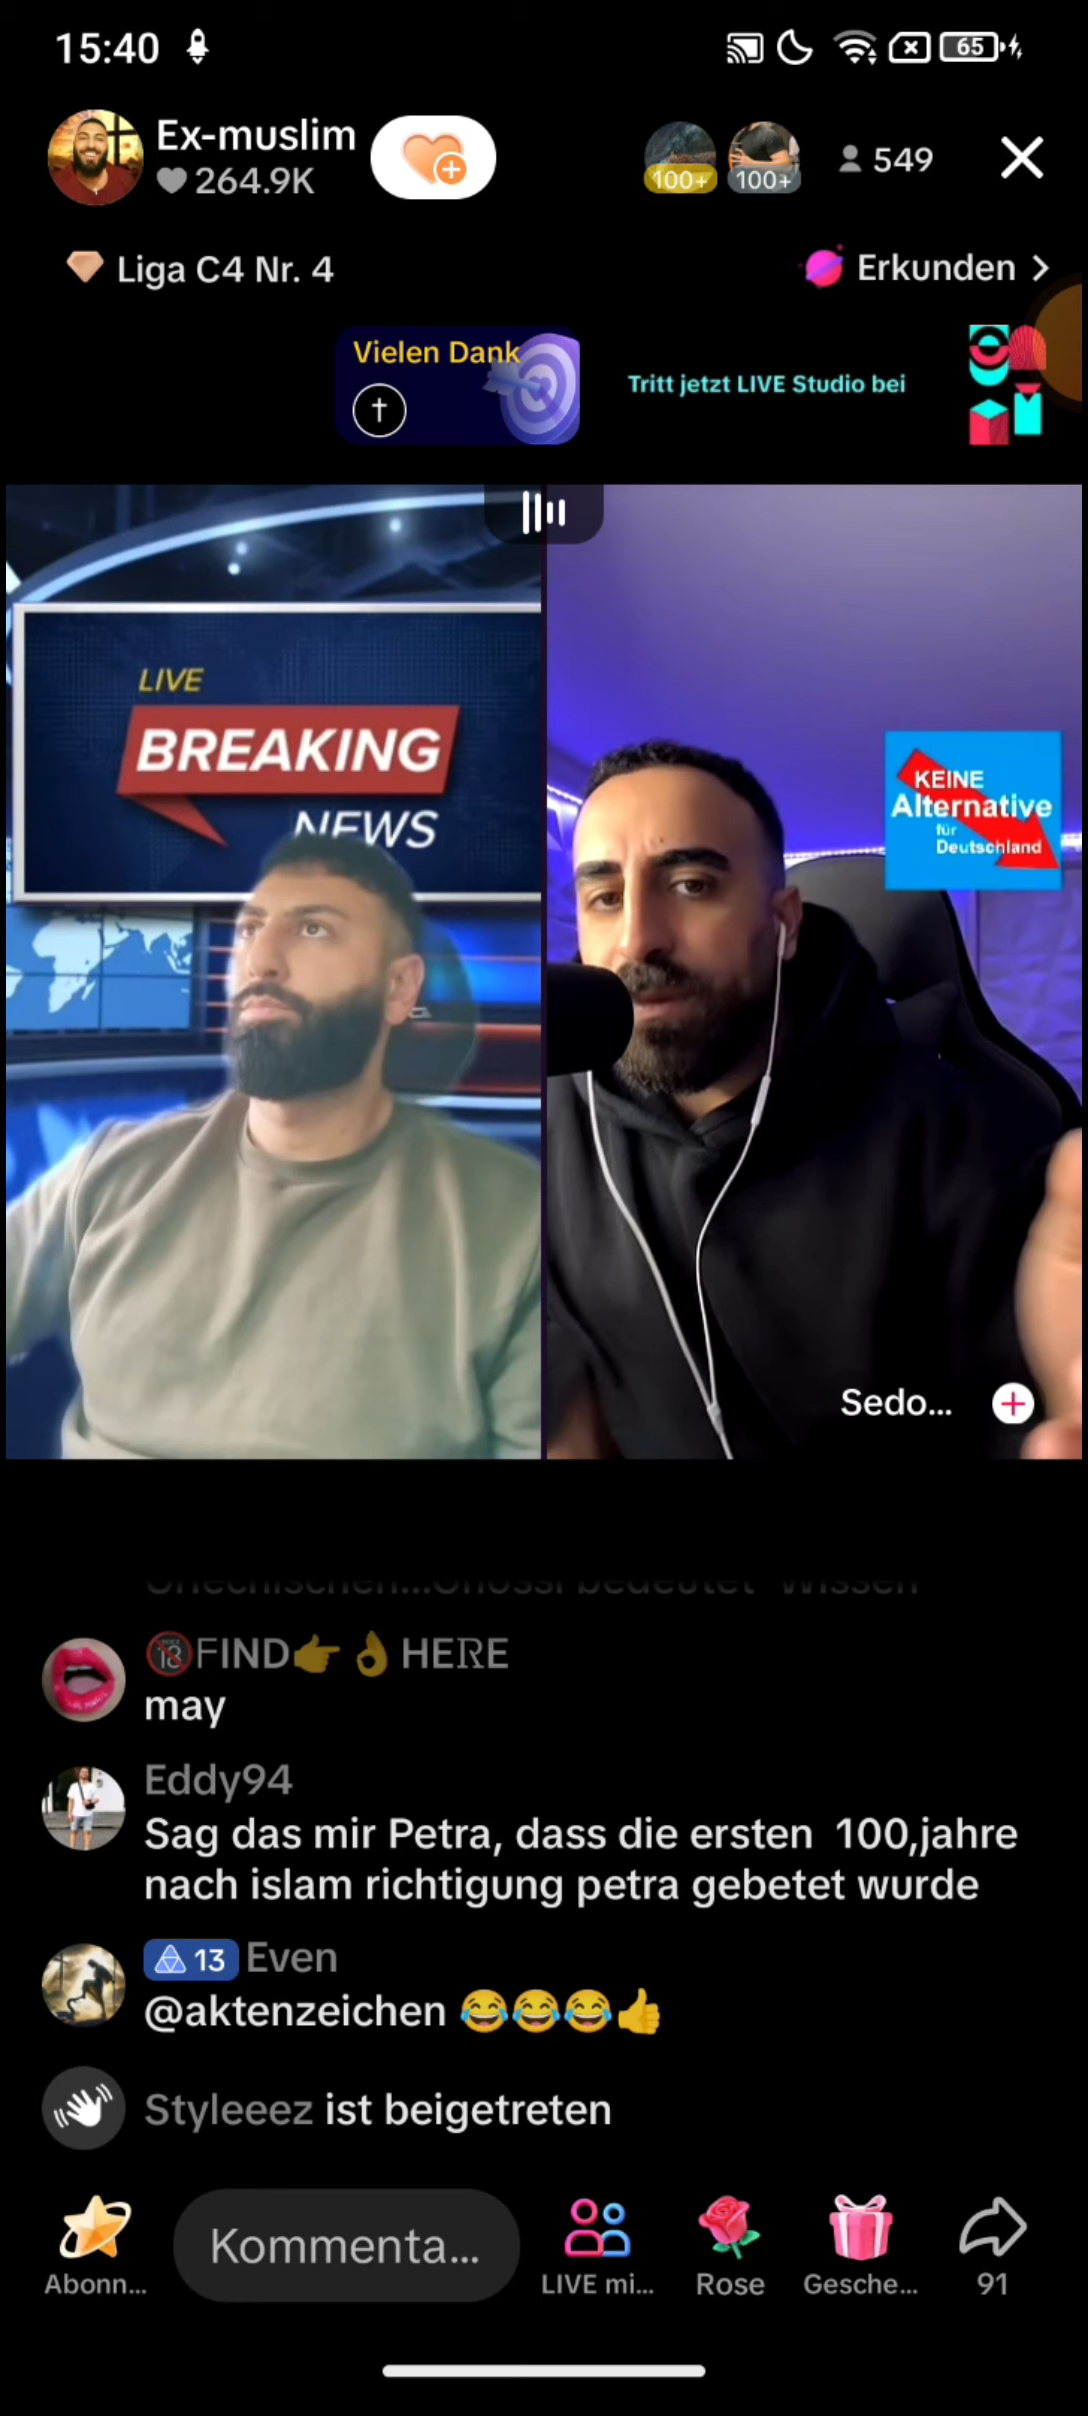 15:40
65
Ex-muslim
264.9K
100+
100+
549
Liga C4 Nr. 4
Erkunden >
Vielen Dank
Tritt jetzt LIVE Studio bei
LIVE
BREAKING
NEWS
KEINE
Alternative
für
Deutschland
Sedo...
🔞FIND👉👌HERE
may
Eddy94
Sag das mir Petra, dass die ersten 100,jahre
nach islam richtigung petra gebetet wurde
13 Even
@aktenzeichen 😂😂😂👍
Styleeez ist beigetreten
Kommenta...
Abonn...
LIVE mi...
Rose
Gesche...
91